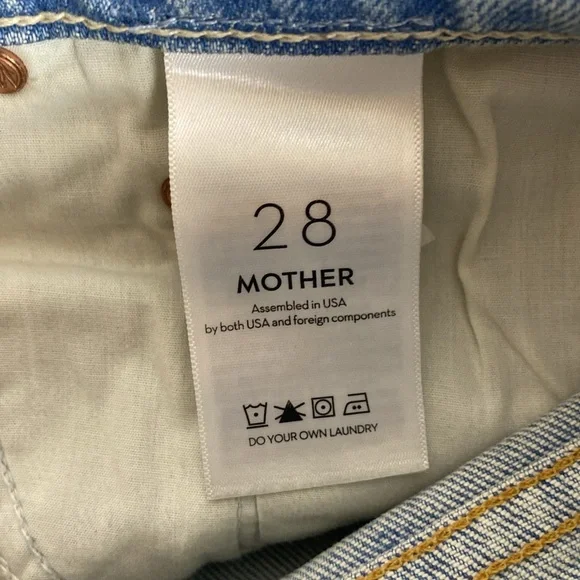 28
MOTHER
Assembled in USA
by both USA and foreign components
DO YOUR OWN LAUNDRY